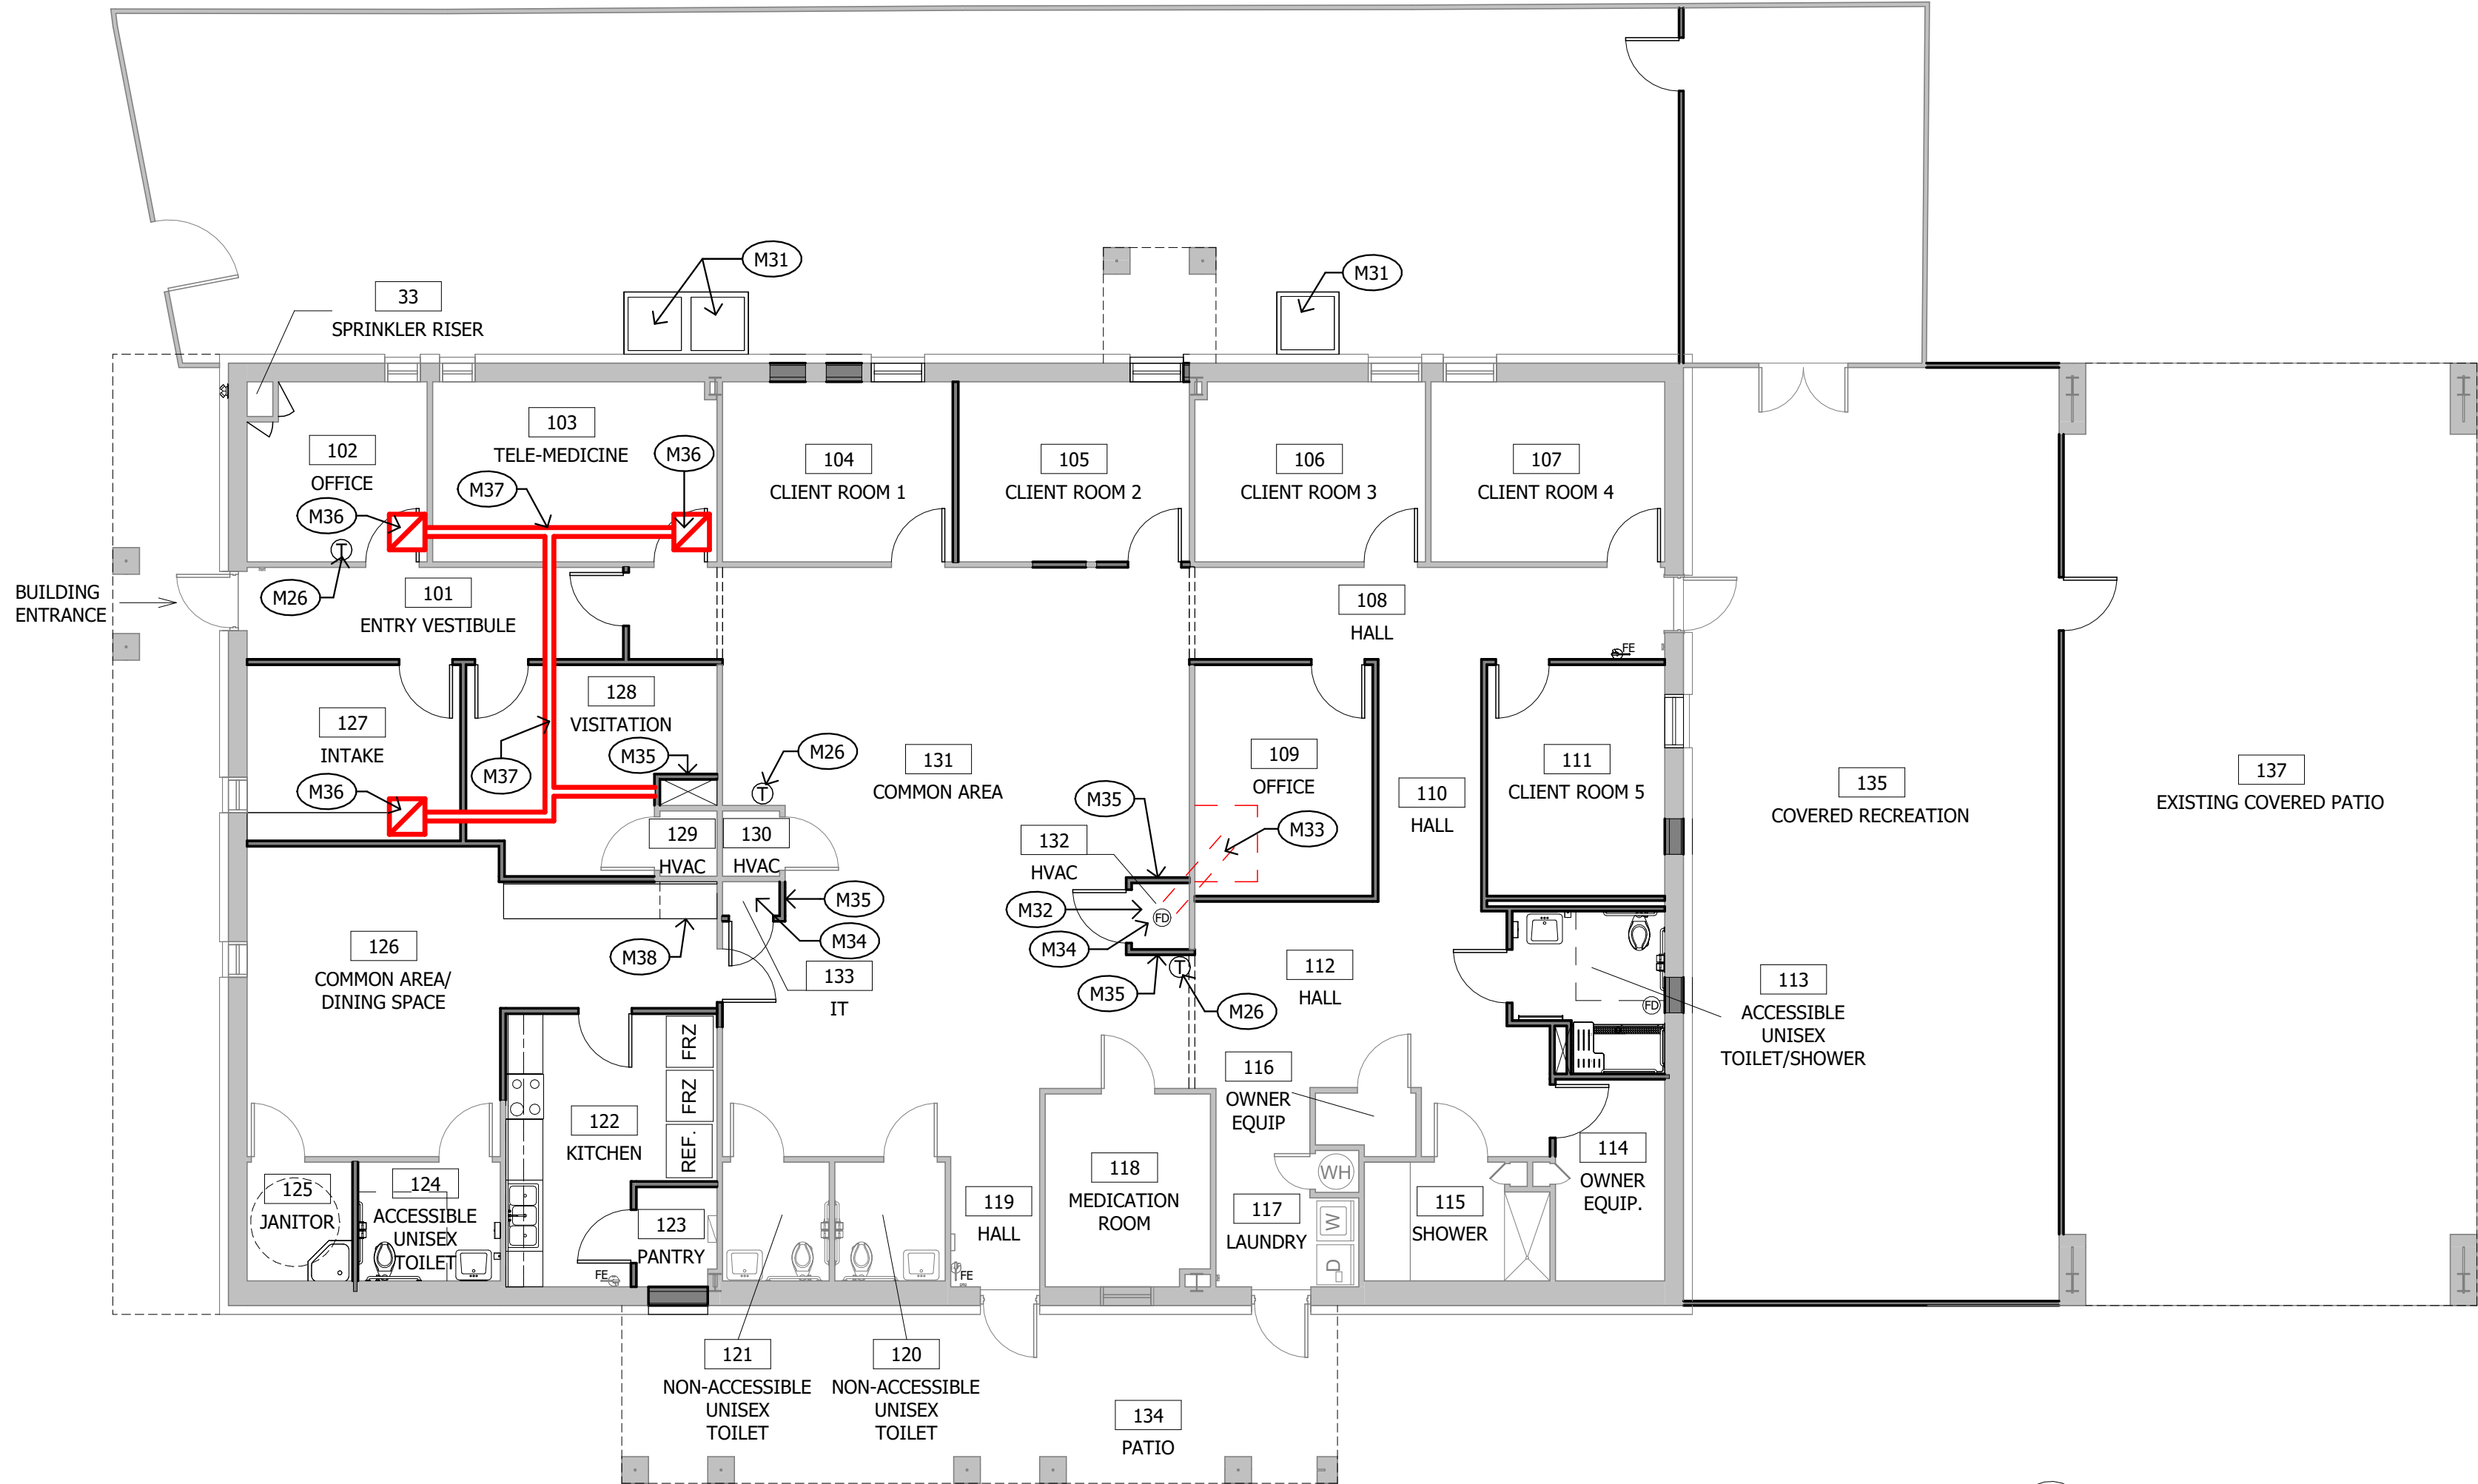 M31
M31
33
SPRINKLER RISER
103
TELE-MEDICINE
M36
102
OFFICE
M37
M36
104
CLIENT ROOM 1
105
CLIENT ROOM 2
106
CLIENT ROOM 3
107
CLIENT ROOM 4
T
BUILDING
ENTRANCE
M26
101
ENTRY VESTIBULE
108
HALL
FE
128
VISITATION
127
INTAKE
M35
M26
M37
M36
T
131
COMMON AREA
109
OFFICE
111
CLIENT ROOM 5
110
HALL
135
COVERED RECREATION
137
EXISTING COVERED PATIO
M35
M33
129
HVAC
130
HVAC
132
HVAC
M35
M32
FD
M34
M34
M38
133
IT
126
COMMON AREA/
DINING SPACE
T
M35
M26
112
HALL
113
ACCESSIBLE
UNISEX
TOILET/SHOWER
FD
FRZ
FRZ
REF.
122
KITCHEN
116
OWNER
EQUIP
WH
114
OWNER
EQUIP.
118
MEDICATION
ROOM
125
JANITOR
124
ACCESSIBLE
UNISEX
TOILET
123
PANTRY
119
HALL
117
LAUNDRY
W
D
115
SHOWER
FE
FE
121
NON-ACCESSIBLE
UNISEX
TOILET
120
NON-ACCESSIBLE
UNISEX
TOILET
134
PATIO